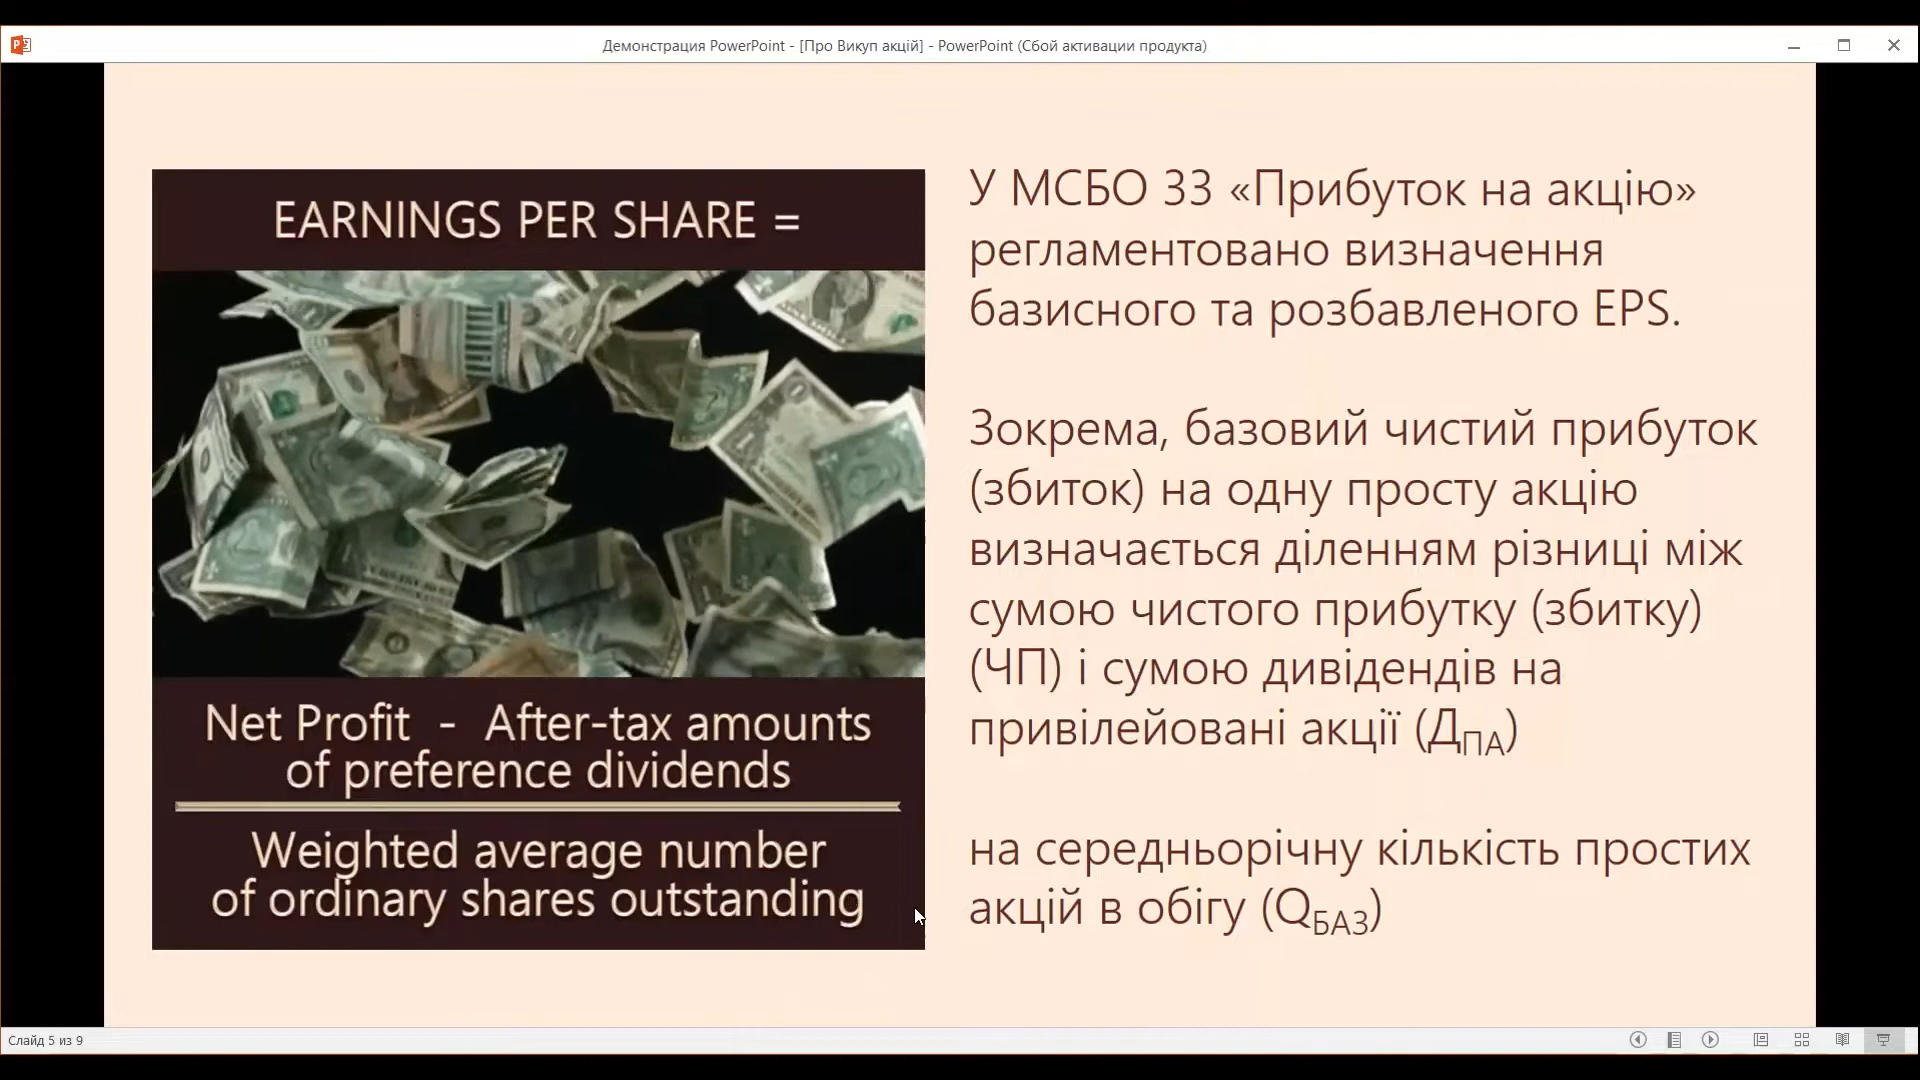 Демонстрация PowerPoint - [Про Викуп акцій] - PowerPoint (Сбой активации продукта)
EARNINGS PER SHARE =
Net Profit - After-tax amounts
of preference dividends
Weighted average number
of ordinary shares outstanding
У МСБО 33 «Прибуток на акцію»
регламентовано визначення
базисного та розбавленого EPS.
Зокрема, базовий чистий прибуток
(збиток) на одну просту акцію
визначається діленням різниці між
сумою чистого прибутку (збитку)
(ЧП) і сумою дивідендів на
привілейовані акції (ДПА)
на середньорічну кількість простих
акцій в обігу (QБАЗ)
Слайд 5 из 9